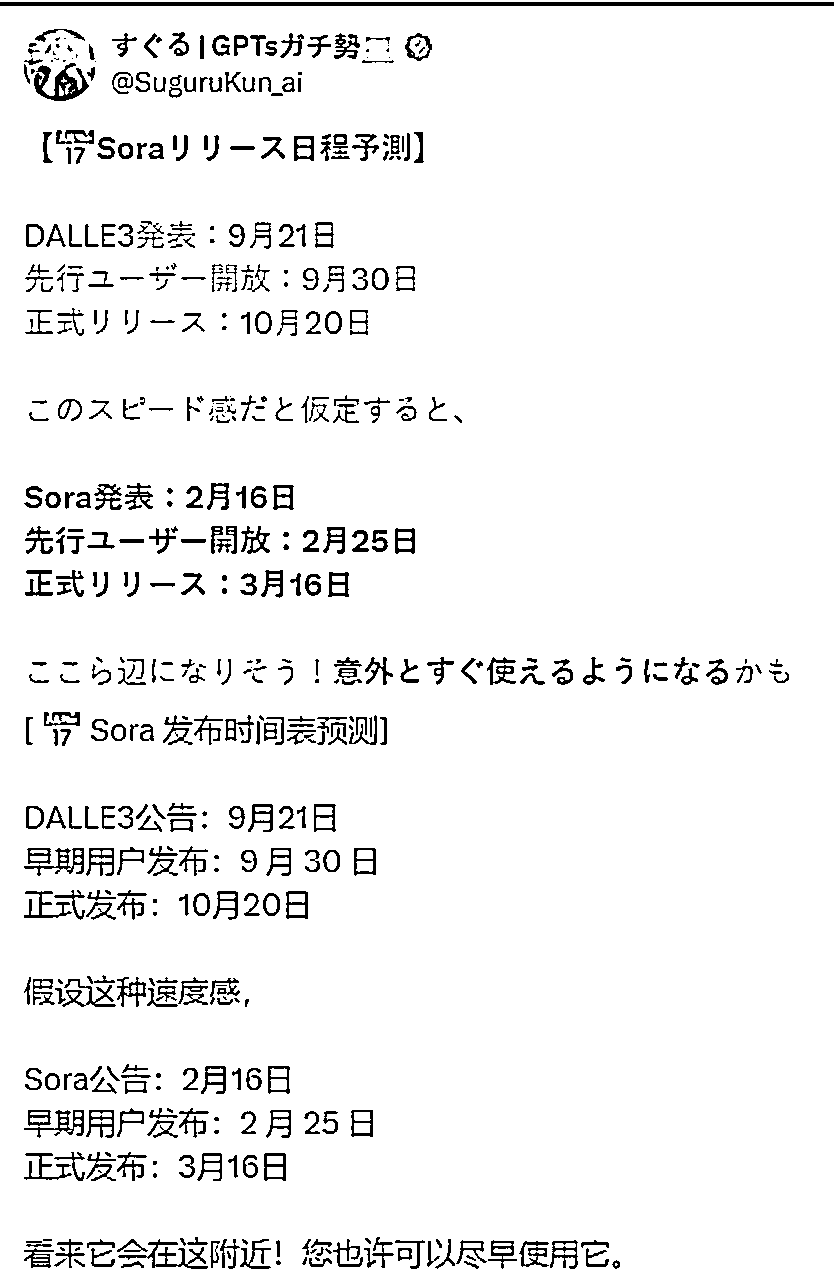 すぐる|GPTsガチ勢
@SuguruKun_ai
【📅Soraリリース日程予測】
DALLE3発表：9月21日
先行ユーザー開放：9月30日
正式リリース：10月20日
このスピード感だと仮定すると、
Sora発表：2月16日
先行ユーザー開放：2月25日
正式リリース：3月16日
ここら辺になりそう！意外とすぐ使えるようになるかも
[ 📅 Sora 发布时间表预测]
DALLE3公告：9月21日
早期用户发布：9 月 30 日
正式发布：10月20日
假设这种速度感，
Sora公告：2月16日
早期用户发布：2 月 25 日
正式发布：3月16日
看来它会在这附近！您也许可以尽早使用它。